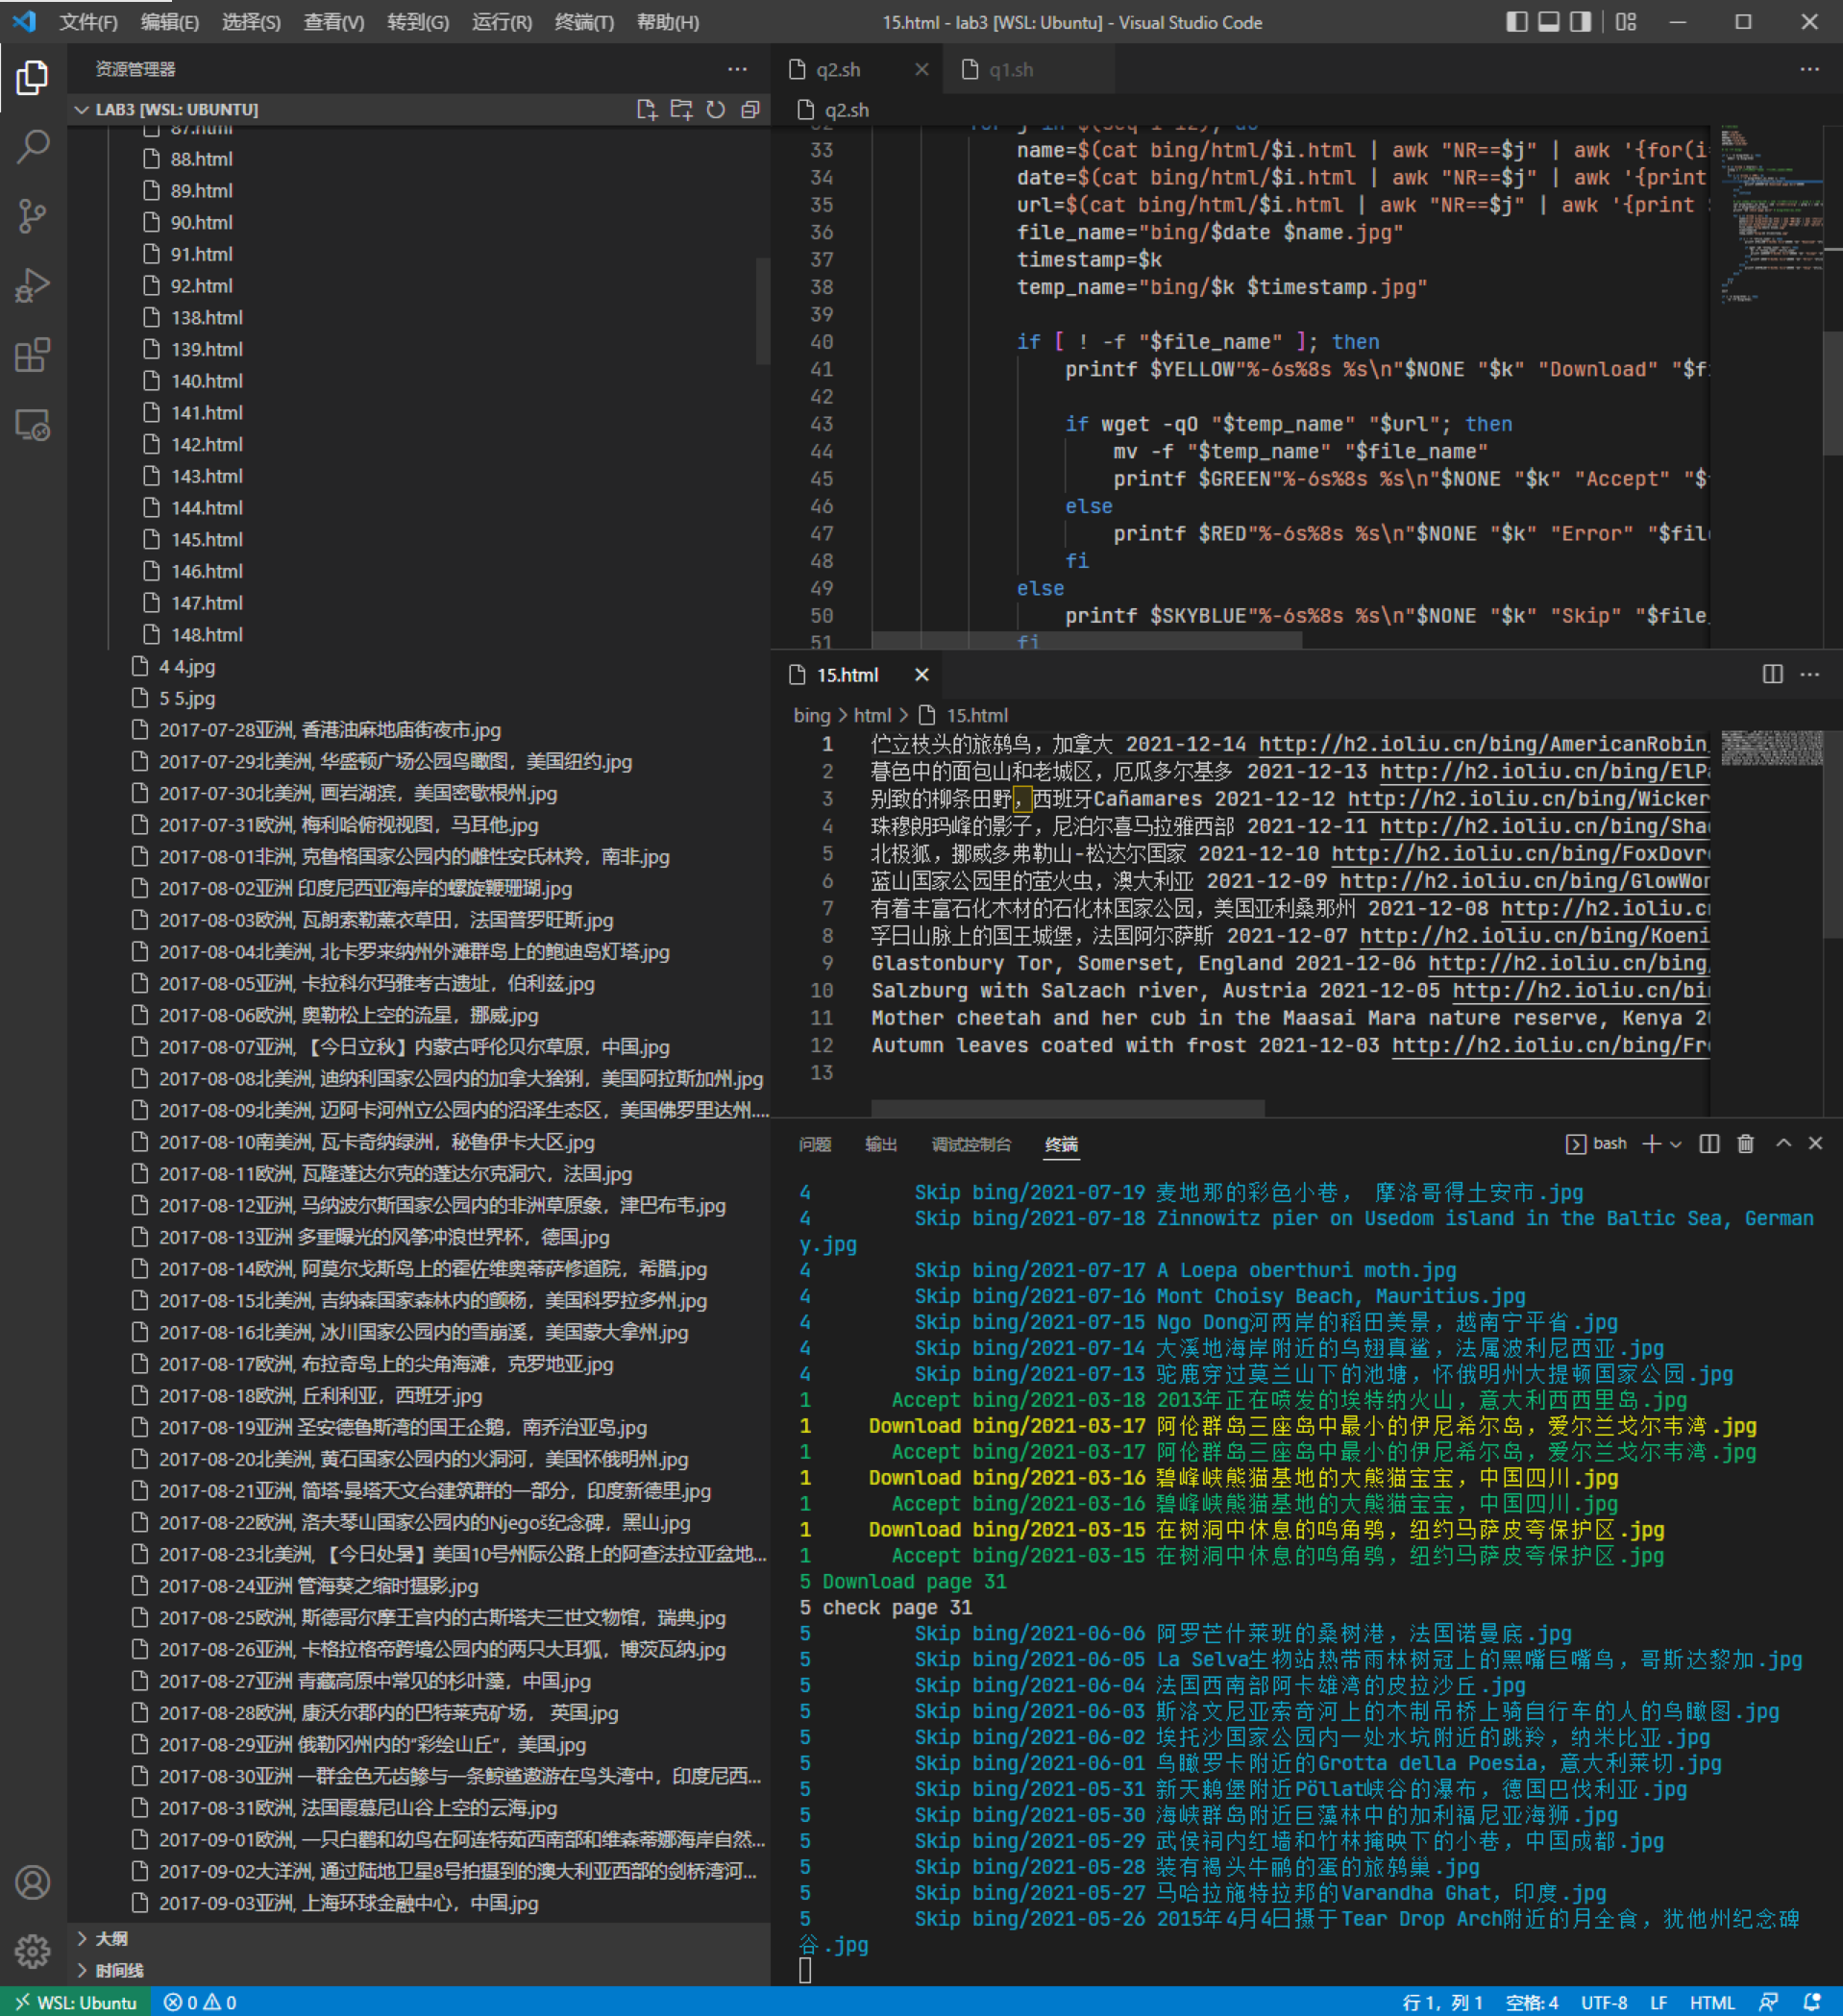 文件(F) 编辑(E) 选择(S) 查看(V) 转到(G) 运行(R) 终端(T) 帮助(H) 15.html - lab3 [WSL: Ubuntu] - Visual Studio Code
资源管理器
LAB3 [WSL: UBUNTU]
87.html
88.html
89.html
90.html
91.html
92.html
138.html
139.html
140.html
141.html
142.html
143.html
144.html
145.html
146.html
147.html
148.html
4 4.jpg
5 5.jpg
2017-07-28亚洲, 香港油麻地庙街夜市.jpg
2017-07-29北美洲, 华盛顿广场公园鸟瞰图，美国纽约.jpg
2017-07-30北美洲, 画岩湖滨，美国密歇根州.jpg
2017-07-31欧洲, 梅利哈俯视视图，马耳他.jpg
2017-08-01非洲, 克鲁格国家公园内的雌性安氏林羚，南非.jpg
2017-08-02亚洲 印度尼西亚海岸的螺旋鞭珊瑚.jpg
2017-08-03欧洲, 瓦朗索勒薰衣草田，法国普罗旺斯.jpg
2017-08-04北美洲, 北卡罗来纳州外滩群岛上的鲍迪岛灯塔.jpg
2017-08-05亚洲, 卡拉科尔玛雅考古遗址，伯利兹.jpg
2017-08-06欧洲, 奥勒松上空的流星，挪威.jpg
2017-08-07亚洲, 【今日立秋】内蒙古呼伦贝尔草原，中国.jpg
2017-08-08北美洲, 迪纳利国家公园内的加拿大猞猁，美国阿拉斯加州.jpg
2017-08-09北美洲, 迈阿卡河州立公园内的沼泽生态区，美国佛罗里达州....
2017-08-10南美洲, 瓦卡奇纳绿洲，秘鲁伊卡大区.jpg
2017-08-11欧洲, 瓦隆蓬达尔克的蓬达尔克洞穴，法国.jpg
2017-08-12亚洲, 马纳波尔斯国家公园内的非洲草原象，津巴布韦.jpg
2017-08-13亚洲 多重曝光的风筝冲浪世界杯，德国.jpg
2017-08-14欧洲, 阿莫尔戈斯岛上的霍佐维奥蒂萨修道院，希腊.jpg
2017-08-15北美洲, 吉纳森国家森林内的颤杨，美国科罗拉多州.jpg
2017-08-16北美洲, 冰川国家公园内的雪崩溪，美国蒙大拿州.jpg
2017-08-17欧洲, 布拉奇岛上的尖角海滩，克罗地亚.jpg
2017-08-18欧洲, 丘利利亚，西班牙.jpg
2017-08-19亚洲 圣安德鲁斯湾的国王企鹅，南乔治亚岛.jpg
2017-08-20北美洲, 黄石国家公园内的火洞河，美国怀俄明州.jpg
2017-08-21亚洲, 简塔·曼塔天文台建筑群的一部分，印度新德里.jpg
2017-08-22欧洲, 洛夫琴山国家公园内的Njegoš纪念碑，黑山.jpg
2017-08-23北美洲, 【今日处暑】美国10号州际公路上的阿查法拉亚盆地...
2017-08-24亚洲 管海葵之缩时摄影.jpg
2017-08-25欧洲, 斯德哥尔摩王宫内的古斯塔夫三世文物馆，瑞典.jpg
2017-08-26亚洲, 卡格拉格帝跨境公园内的两只大耳狐，博茨瓦纳.jpg
2017-08-27亚洲 青藏高原中常见的杉叶藻，中国.jpg
2017-08-28欧洲, 康沃尔郡内的巴特莱克矿场， 英国.jpg
2017-08-29亚洲 俄勒冈州内的“彩绘山丘”，美国.jpg
2017-08-30亚洲 一群金色无齿鲹与一条鲸鲨遨游在鸟头湾中，印度尼西...
2017-08-31欧洲, 法国霞慕尼山谷上空的云海.jpg
2017-09-01欧洲, 一只白鹳和幼鸟在阿连特茹西南部和维森蒂娜海岸自然...
2017-09-02大洋洲, 通过陆地卫星8号拍摄到的澳大利亚西部的剑桥湾河...
2017-09-03亚洲, 上海环球金融中心，中国.jpg
大纲
时间线
q2.sh q1.sh
q2.sh
32 for j in $(seq 1 12); do
33 name=$(cat bing/html/$i.html | awk "NR==$j" | awk '{for(i=
34 date=$(cat bing/html/$i.html | awk "NR==$j" | awk '{print
35 url=$(cat bing/html/$i.html | awk "NR==$j" | awk '{print
36 file_name="bing/$date $name.jpg"
37 timestamp=$k
38 temp_name="bing/$k $timestamp.jpg"
39
40 if [ ! -f "$file_name" ]; then
41 printf $YELLOW"%-6s%8s %s\n"$NONE "$k" "Download" "$fi
42
43 if wget -qO "$temp_name" "$url"; then
44 mv -f "$temp_name" "$file_name"
45 printf $GREEN"%-6s%8s %s\n"$NONE "$k" "Accept" "$
46 else
47 printf $RED"%-6s%8s %s\n"$NONE "$k" "Error" "$fil
48 fi
49 else
50 printf $SKYBLUE"%-6s%8s %s\n"$NONE "$k" "Skip" "$file_
51 fi
15.html
bing > html > 15.html
1 伫立枝头的旅鸫鸟，加拿大 2021-12-14 http://h2.ioliu.cn/bing/AmericanRobin_
2 暮色中的面包山和老城区，厄瓜多尔基多 2021-12-13 http://h2.ioliu.cn/bing/ElPa
3 别致的柳条田野，西班牙Cañamares 2021-12-12 http://h2.ioliu.cn/bing/Wicker
4 珠穆朗玛峰的影子，尼泊尔喜马拉雅西部 2021-12-11 http://h2.ioliu.cn/bing/Sha
5 北极狐，挪威多弗勒山-松达尔国家 2021-12-10 http://h2.ioliu.cn/bing/FoxDovr
6 蓝山国家公园里的萤火虫，澳大利亚 2021-12-09 http://h2.ioliu.cn/bing/GlowWor
7 有着丰富石化木材的石化林国家公园，美国亚利桑那州 2021-12-08 http://h2.ioliu.c
8 孚日山脉上的国王城堡，法国阿尔萨斯 2021-12-07 http://h2.ioliu.cn/bing/Koeni
9 Glastonbury Tor, Somerset, England 2021-12-06 http://h2.ioliu.cn/bing/
10 Salzburg with Salzach river, Austria 2021-12-05 http://h2.ioliu.cn/bi
11 Mother cheetah and her cub in the Maasai Mara nature reserve, Kenya 2
12 Autumn leaves coated with frost 2021-12-03 http://h2.ioliu.cn/bing/Fr
13
问题 输出 调试控制台 终端 bash
4 Skip bing/2021-07-19 麦地那的彩色小巷， 摩洛哥得土安市.jpg
4 Skip bing/2021-07-18 Zinnowitz pier on Usedom island in the Baltic Sea, German
y.jpg
4 Skip bing/2021-07-17 A Loepa oberthuri moth.jpg
4 Skip bing/2021-07-16 Mont Choisy Beach, Mauritius.jpg
4 Skip bing/2021-07-15 Ngo Dong河两岸的稻田美景，越南宁平省.jpg
4 Skip bing/2021-07-14 大溪地海岸附近的乌翅真鲨，法属波利尼西亚.jpg
4 Skip bing/2021-07-13 驼鹿穿过莫兰山下的池塘，怀俄明州大提顿国家公园.jpg
1 Accept bing/2021-03-18 2013年正在喷发的埃特纳火山，意大利西西里岛.jpg
1 Download bing/2021-03-17 阿伦群岛三座岛中最小的伊尼希尔岛，爱尔兰戈尔韦湾.jpg
1 Accept bing/2021-03-17 阿伦群岛三座岛中最小的伊尼希尔岛，爱尔兰戈尔韦湾.jpg
1 Download bing/2021-03-16 碧峰峡熊猫基地的大熊猫宝宝，中国四川.jpg
1 Accept bing/2021-03-16 碧峰峡熊猫基地的大熊猫宝宝，中国四川.jpg
1 Download bing/2021-03-15 在树洞中休息的鸣角鸮，纽约马萨皮夸保护区.jpg
1 Accept bing/2021-03-15 在树洞中休息的鸣角鸮，纽约马萨皮夸保护区.jpg
5 Download page 31
5 check page 31
5 Skip bing/2021-06-06 阿罗芒什莱班的桑树港，法国诺曼底.jpg
5 Skip bing/2021-06-05 La Selva生物站热带雨林树冠上的黑嘴巨嘴鸟，哥斯达黎加.jpg
5 Skip bing/2021-06-04 法国西南部阿卡雄湾的皮拉沙丘.jpg
5 Skip bing/2021-06-03 斯洛文尼亚索奇河上的木制吊桥上骑自行车的人的鸟瞰图.jpg
5 Skip bing/2021-06-02 埃托沙国家公园内一处水坑附近的跳羚，纳米比亚.jpg
5 Skip bing/2021-06-01 鸟瞰罗卡附近的Grotta della Poesia，意大利莱切.jpg
5 Skip bing/2021-05-31 新天鹅堡附近Pöllat峡谷的瀑布，德国巴伐利亚.jpg
5 Skip bing/2021-05-30 海峡群岛附近巨藻林中的加利福尼亚海狮.jpg
5 Skip bing/2021-05-29 武侯祠内红墙和竹林掩映下的小巷，中国成都.jpg
5 Skip bing/2021-05-28 装有褐头牛鹂的蛋的旅鸫巢.jpg
5 Skip bing/2021-05-27 马哈拉施特拉邦的Varandha Ghat，印度.jpg
5 Skip bing/2021-05-26 2015年4月4日摄于Tear Drop Arch附近的月全食，犹他州纪念碑
谷.jpg
WSL: Ubuntu 0 0 行 1，列 1 空格: 4 UTF-8 LF HTML